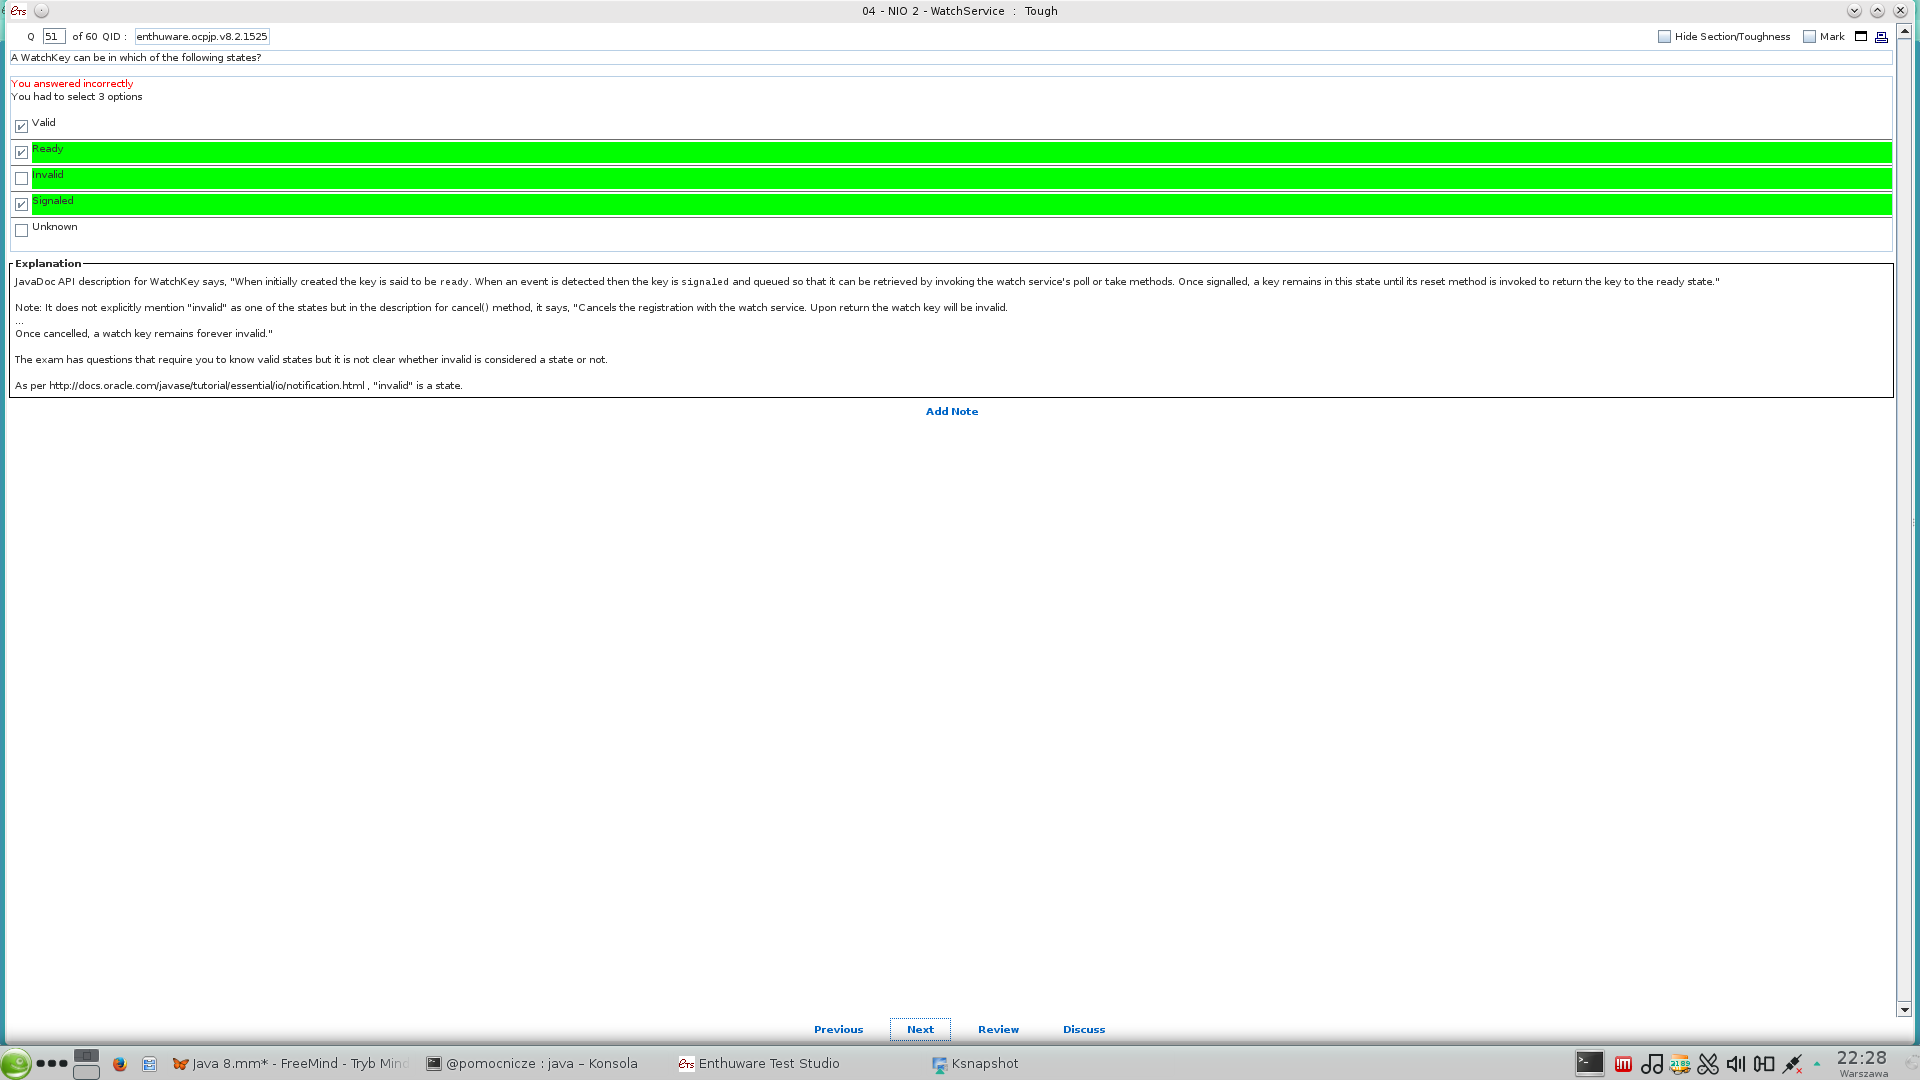 ETS
04 - NIO 2 - WatchService : Tough
Q 51 of 60 QID : enthuware.ocpjp.v8.2.1525 Hide Section/Toughness Mark
A WatchKey can be in which of the following states?
You answered incorrectly
You had to select 3 options
Valid
Ready
Invalid
Signaled
Unknown
Explanation
JavaDoc API description for WatchKey says, "When initially created the key is said to be ready. When an event is detected then the key is signaled and queued so that it can be retrieved by invoking the watch service's poll or take methods. Once signalled, a key remains in this state until its reset method is invoked to return the key to the ready state."
Note: It does not explicitly mention "invalid" as one of the states but in the description for cancel() method, it says, "Cancels the registration with the watch service. Upon return the watch key will be invalid.
...
Once cancelled, a watch key remains forever invalid."
The exam has questions that require you to know valid states but it is not clear whether invalid is considered a state or not.
As per http://docs.oracle.com/javase/tutorial/essential/io/notification.html , "invalid" is a state.
Add Note
Previous Next Review Discuss
Java 8.mm* - FreeMind - Tryb Mind @pomocnicze : java – Konsola ETS Enthuware Test Studio Ksnapshot 22:28
Warszawa